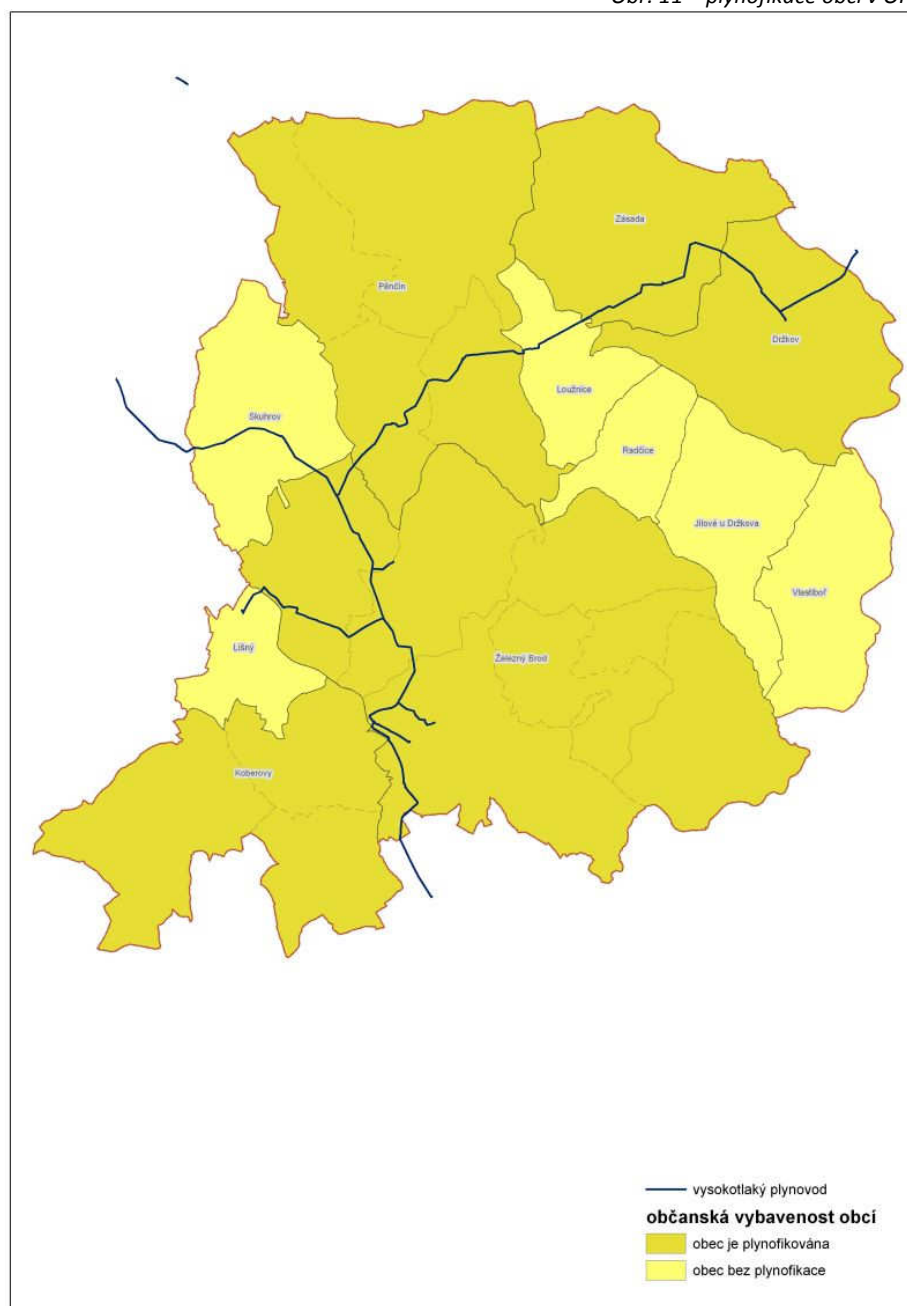 Obr. 11 – plynofikace obcí v
Zásada
Pěnčín
Držkov
Loužnice
Skuhrov
Radčice
Jílové u Držkova
Vlastiboř
Líšný
Železný Brod
Koberovy
vysokotlaký plynovod
občanská vybavenost obcí
obec je plynofikována
obec bez plynofikace